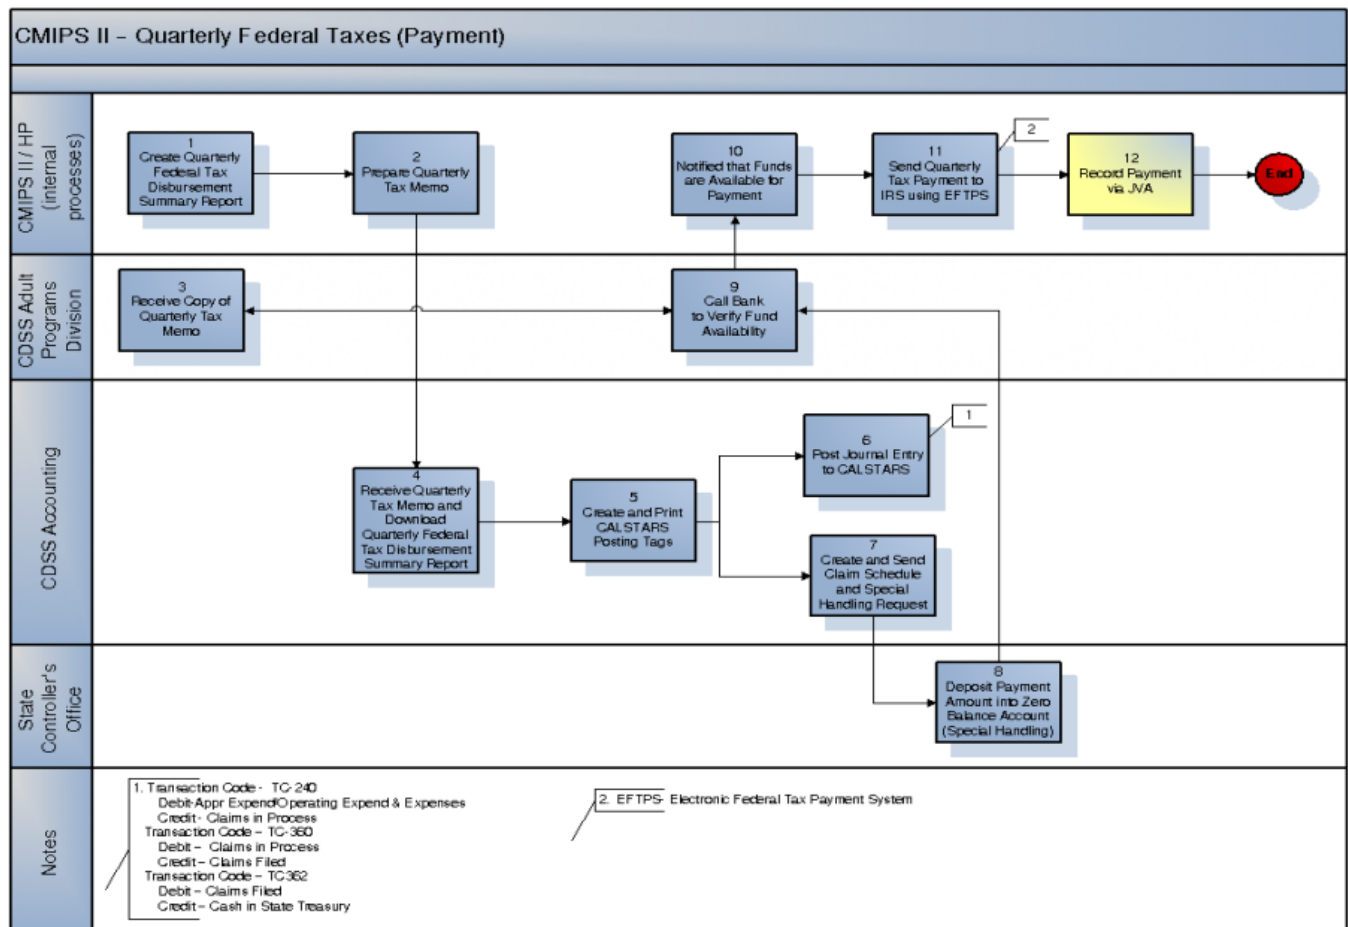 CMIPS II – Quarterly Federal Taxes (Payment)
CMIPS II / HP
(internal
processes)
1
Create Quarterly
Federal Tax
Disbursement
Summary Report
2
Prepare Quarterly
Tax Memo
10
Notified that Funds
are Available for
Payment
11
Send Quarterly
Tax Payment to
IRS using EFTPS
2
12
Record Payment
via JVA
End
CDSS Adult
Programs
Division
3
Receive Copy of
Quarterly Tax
Memo
9
Call Bank
to Verify Fund
Availability
CDSS Accounting
4
Receive Quarterly
Tax Memo and
Download
Quarterly Federal
Tax Disbursement
Summary Report
5
Create and Print
CALSTARS
Posting Tags
6
Post Journal Entry
to CALSTARS
1
7
Create and Send
Claim Schedule
and Special
Handling Request
State
Controller's
Office
8
Deposit Payment
Amount into Zero
Balance Account
(Special Handling)
Notes
1. Transaction Code - TC-240
Debit-Appr Expend/Operating Expend & Expenses
Credit- Claims in Process
Transaction Code – TC-360
Debit – Claims in Process
Credit – Claims Filed
Transaction Code – TC362
Debit – Claims Filed
Credit – Cash in State Treasury
2. EFTPS- Electronic Federal Tax Payment System